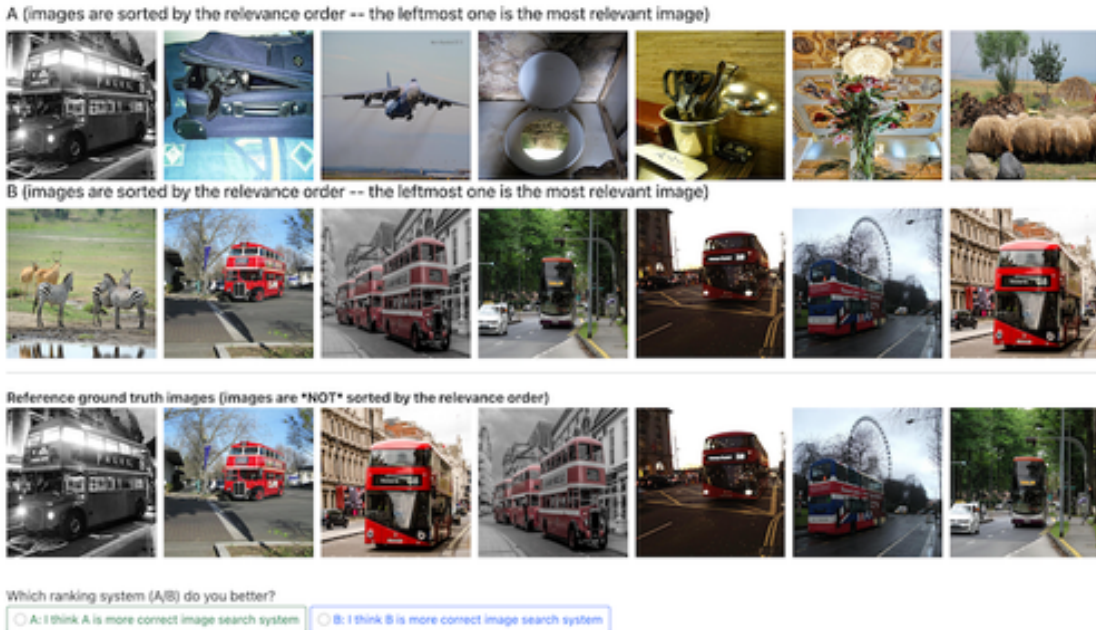 A (images are sorted by the relevance order -- the leftmost one is the most relevant image)
B (images are sorted by the relevance order -- the leftmost one is the most relevant image)
Reference ground truth images (images are *NOT* sorted by the relevance order)
Which ranking system (A/B) do you better?
A: I think A is more correct image search system
B: I think B is more correct image search system